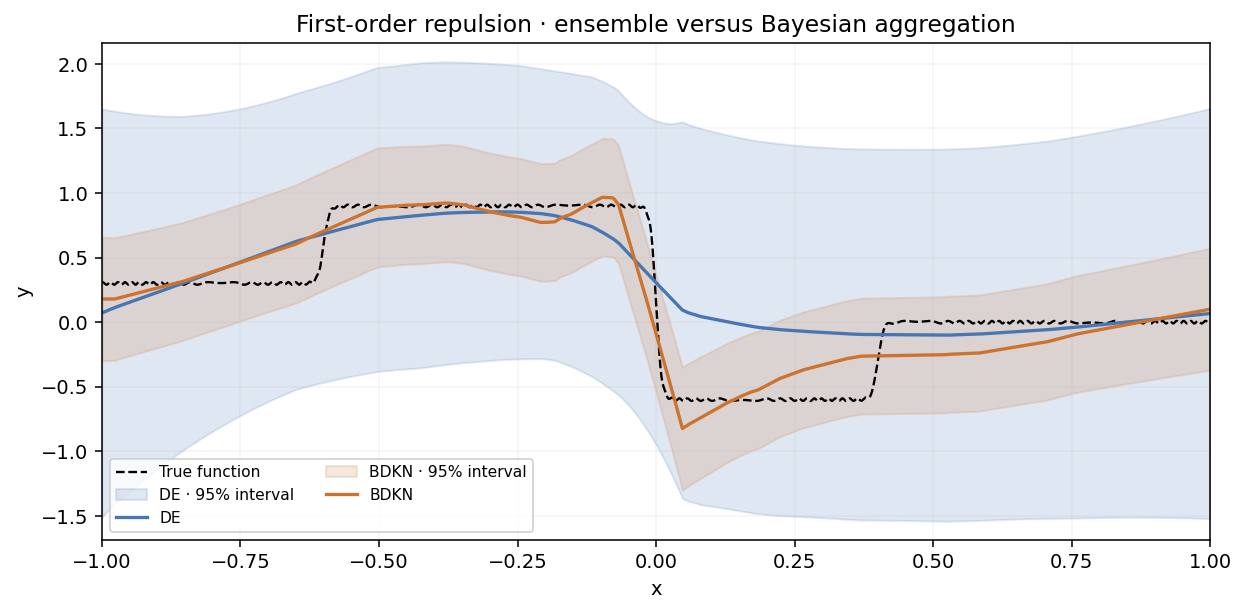 First-order repulsion · ensemble versus Bayesian aggregation
y
2.0
1.5
1.0
0.5
0.0
−0.5
−1.0
−1.5
True function
DE · 95% interval
DE
BDKN · 95% interval
BDKN
−1.00 −0.75 −0.50 −0.25 0.00 0.25 0.50 0.75 1.00
x